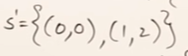 s' = {(0,0), (1,2)}